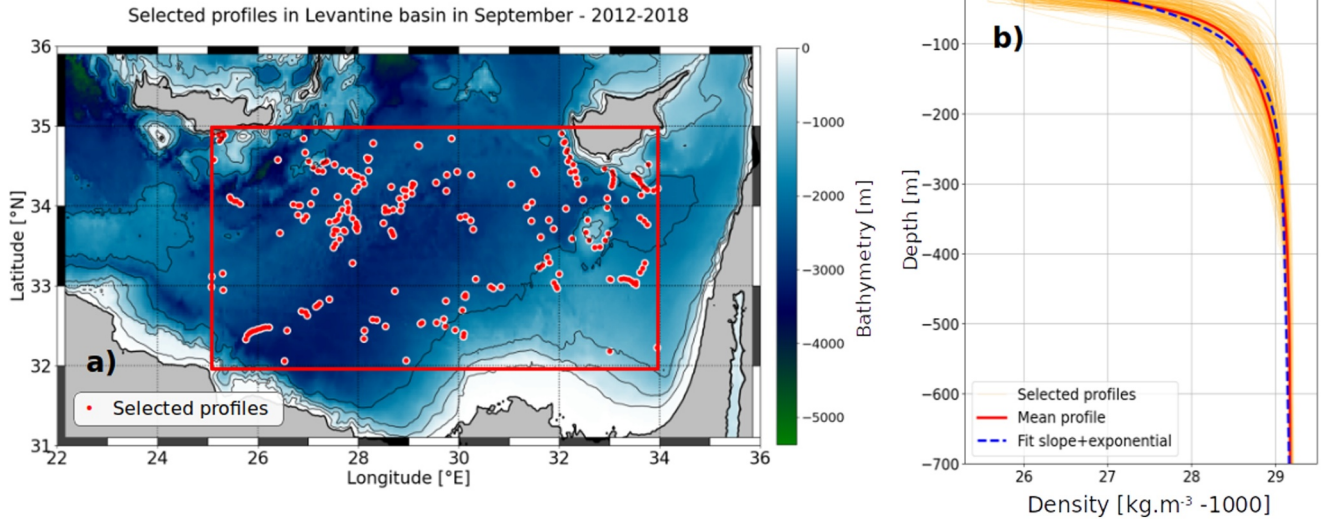 Selected profiles in Levantine basin in September - 2012-2018
36
35
34
33
32
31
Latitude [°N]
22 24 26 28 30 32 34 36
Longitude [°E]
a)
Selected profiles
0
−1000
−2000
−3000
−4000
−5000
Bathymetry [m]
b)
−100
−200
−300
−400
−500
−600
−700
Depth [m]
Selected profiles
Mean profile
Fit slope+exponential
26 27 28 29
Density [kg.m⁻³ -1000]